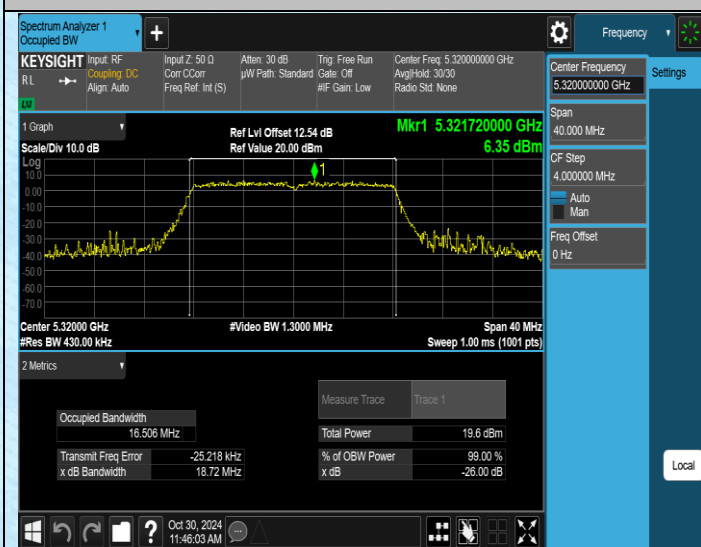 Spectrum Analyzer 1
Occupied BW
Frequency
KEYSIGHT
RL
LXI
Input: RF
Coupling: DC
Align: Auto
Input Z: 50 Ω
Corr CCorr
Freq Ref: Int (S)
Atten: 30 dB
µW Path: Standard
Trig: Free Run
Gate: Off
#IF Gain: Low
Center Freq: 5.320000000 GHz
Avg|Hold: 30/30
Radio Std: None
Center Frequency
5.320000000 GHz
Settings
Span
40.000 MHz
CF Step
4.000000 MHz
Auto
Man
Freq Offset
0 Hz
Local
1 Graph
Scale/Div 10.0 dB
Ref Lvl Offset 12.54 dB
Ref Value 20.00 dBm
Mkr1 5.321720000 GHz
6.35 dBm
Log
10.0
0.00
-10.0
-20.0
-30.0
-40.0
-50.0
-60.0
-70.0
1
Center 5.32000 GHz
#Video BW 1.3000 MHz
Span 40 MHz
#Res BW 430.00 kHz
Sweep 1.00 ms (1001 pts)
2 Metrics
Measure Trace
Trace 1
Occupied Bandwidth
16.506 MHz
Total Power
19.6 dBm
Transmit Freq Error
-25.218 kHz
% of OBW Power
99.00 %
x dB Bandwidth
18.72 MHz
x dB
-26.00 dB
Oct 30, 2024
11:46:03 AM